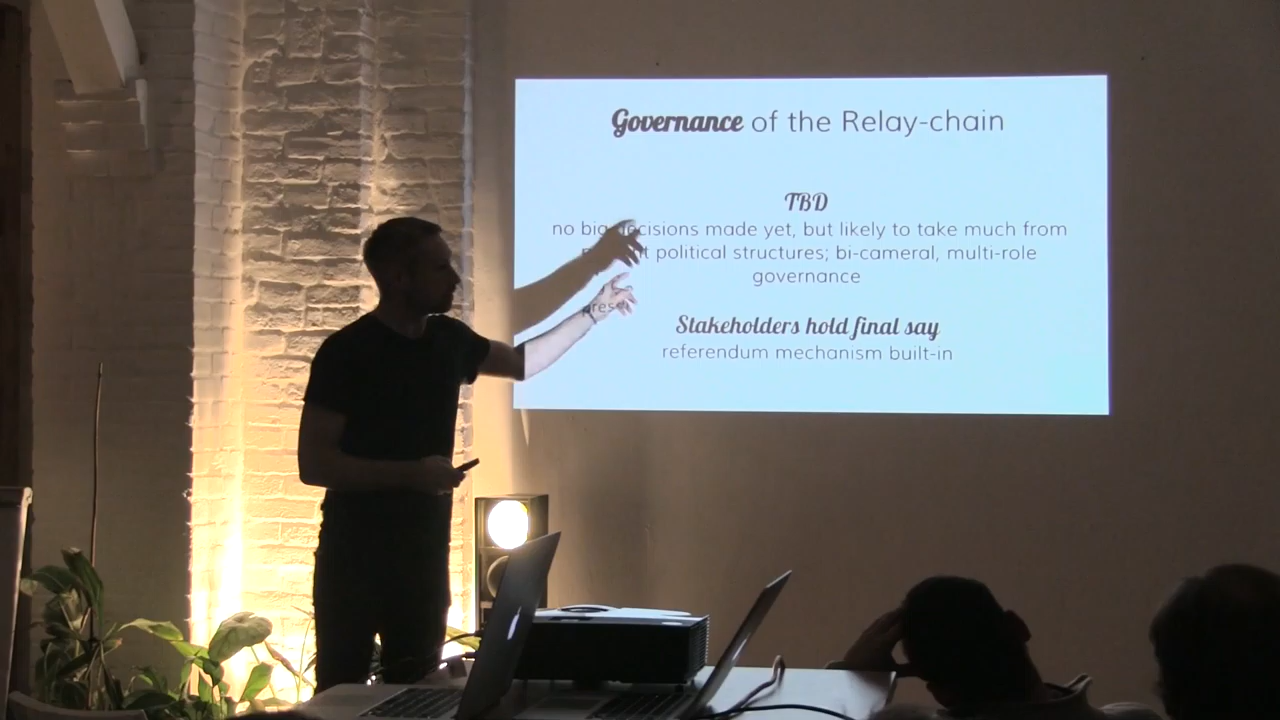 Governance of the Relay-chain
TBD
no big decisions made yet, but likely to take much from
political structures; bi-cameral, multi-role
governance
Stakeholders hold final say
referendum mechanism built-in